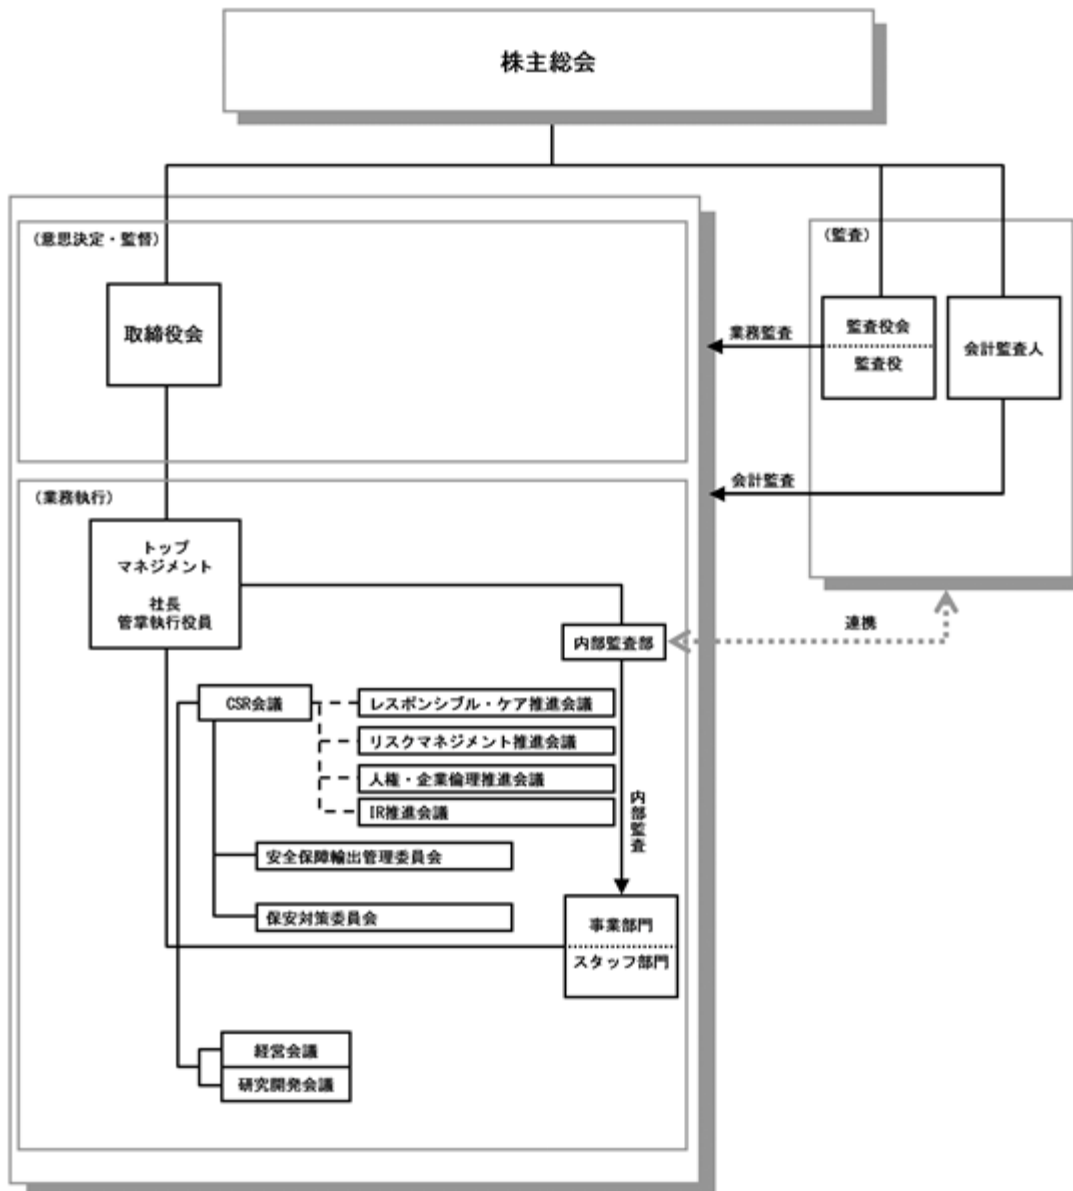 株主総会
(意思決定・監督)
取締役会
(監査)
監査役会
監査役
会計監査人
業務監査
会計監査
(業務執行)
トップ
マネジメント
社長
管掌執行役員
内部監査部
連携
CSR会議
レスポンシブル・ケア推進会議
リスクマネジメント推進会議
人権・企業倫理推進会議
IR推進会議
内部監査
安全保障輸出管理委員会
保安対策委員会
事業部門
スタッフ部門
経営会議
研究開発会議